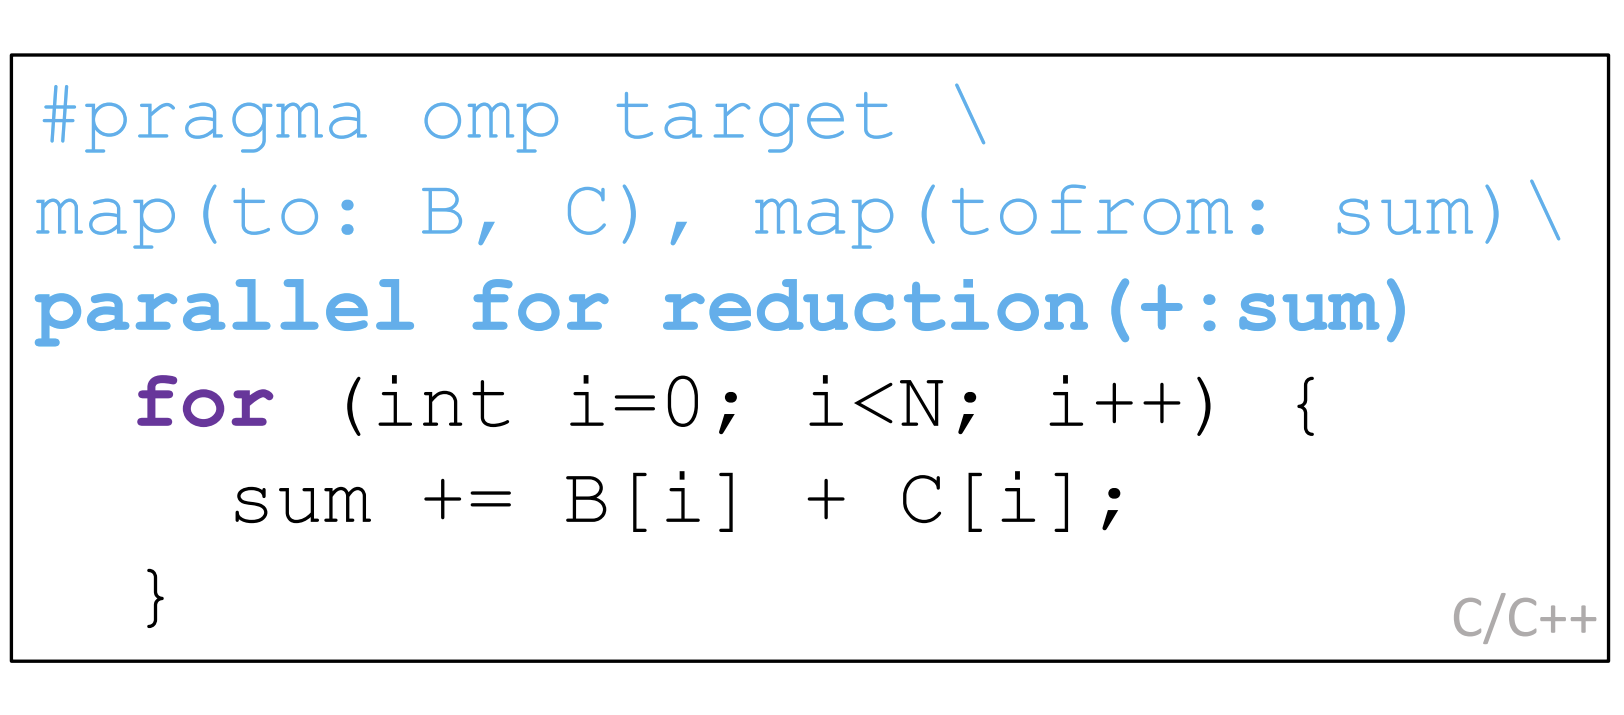 #pragma omp target \
map(to: B, C), map(tofrom: sum)\
parallel for reduction(+:sum)
for (int i=0; i<N; i++) {
sum += B[i] + C[i];
}
C/C++